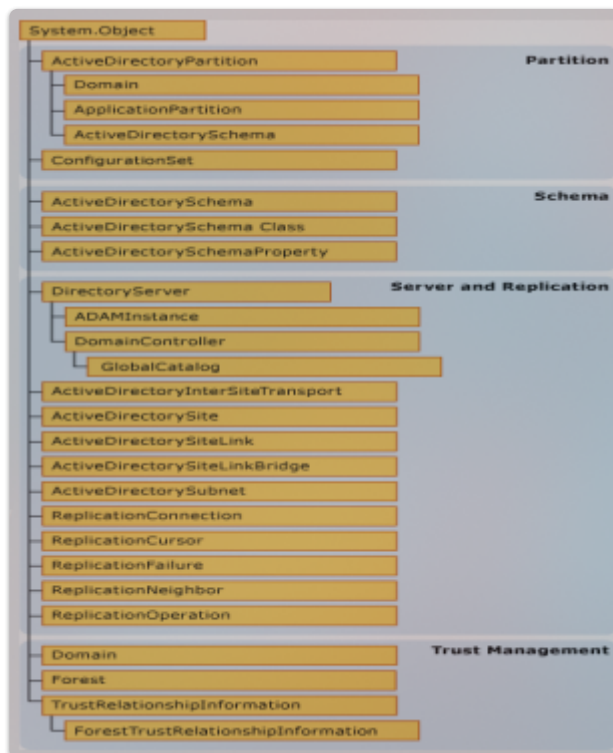 System.Object
ActiveDirectoryPartition
Partition
Domain
ApplicationPartition
ActiveDirectorySchema
ConfigurationSet
ActiveDirectorySchema
Schema
ActiveDirectorySchema Class
ActiveDirectorySchemaProperty
DirectoryServer
Server and Replication
ADAMInstance
DomainController
GlobalCatalog
ActiveDirectoryInterSiteTransport
ActiveDirectorySite
ActiveDirectorySiteLink
ActiveDirectorySiteLinkBridge
ActiveDirectorySubnet
ReplicationConnection
ReplicationCursor
ReplicationFailure
ReplicationNeighbor
ReplicationOperation
Domain
Trust Management
Forest
TrustRelationshipInformation
ForestTrustRelationshipInformation